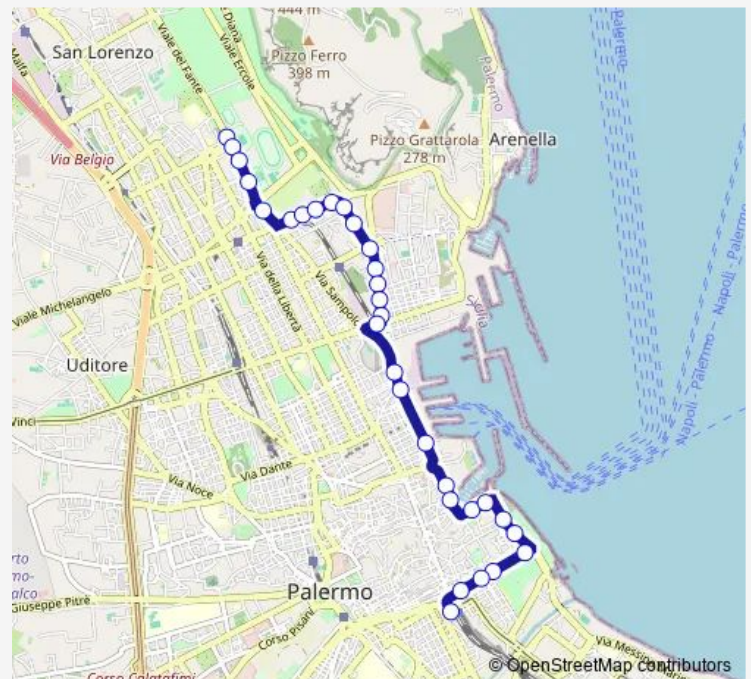 444 m
Diana
San Lorenzo
Viale del Fante
Viale Ercole
Pizzo Ferro
398 m
Palermo
Pizzo Grattarola
278 m
Arenella
Via Belgio
Via della Libertà
Via Sampolo
Viale Michelangelo
Uditore
Vinci
Napoli - Palermo
Napoli - Palermo
Via Dante
Via Noce
Palermo
Giuseppe Pitrè
Corso Pisani
Corso Calatafimi
Via Messina Marin
© OpenStreetMap contributors